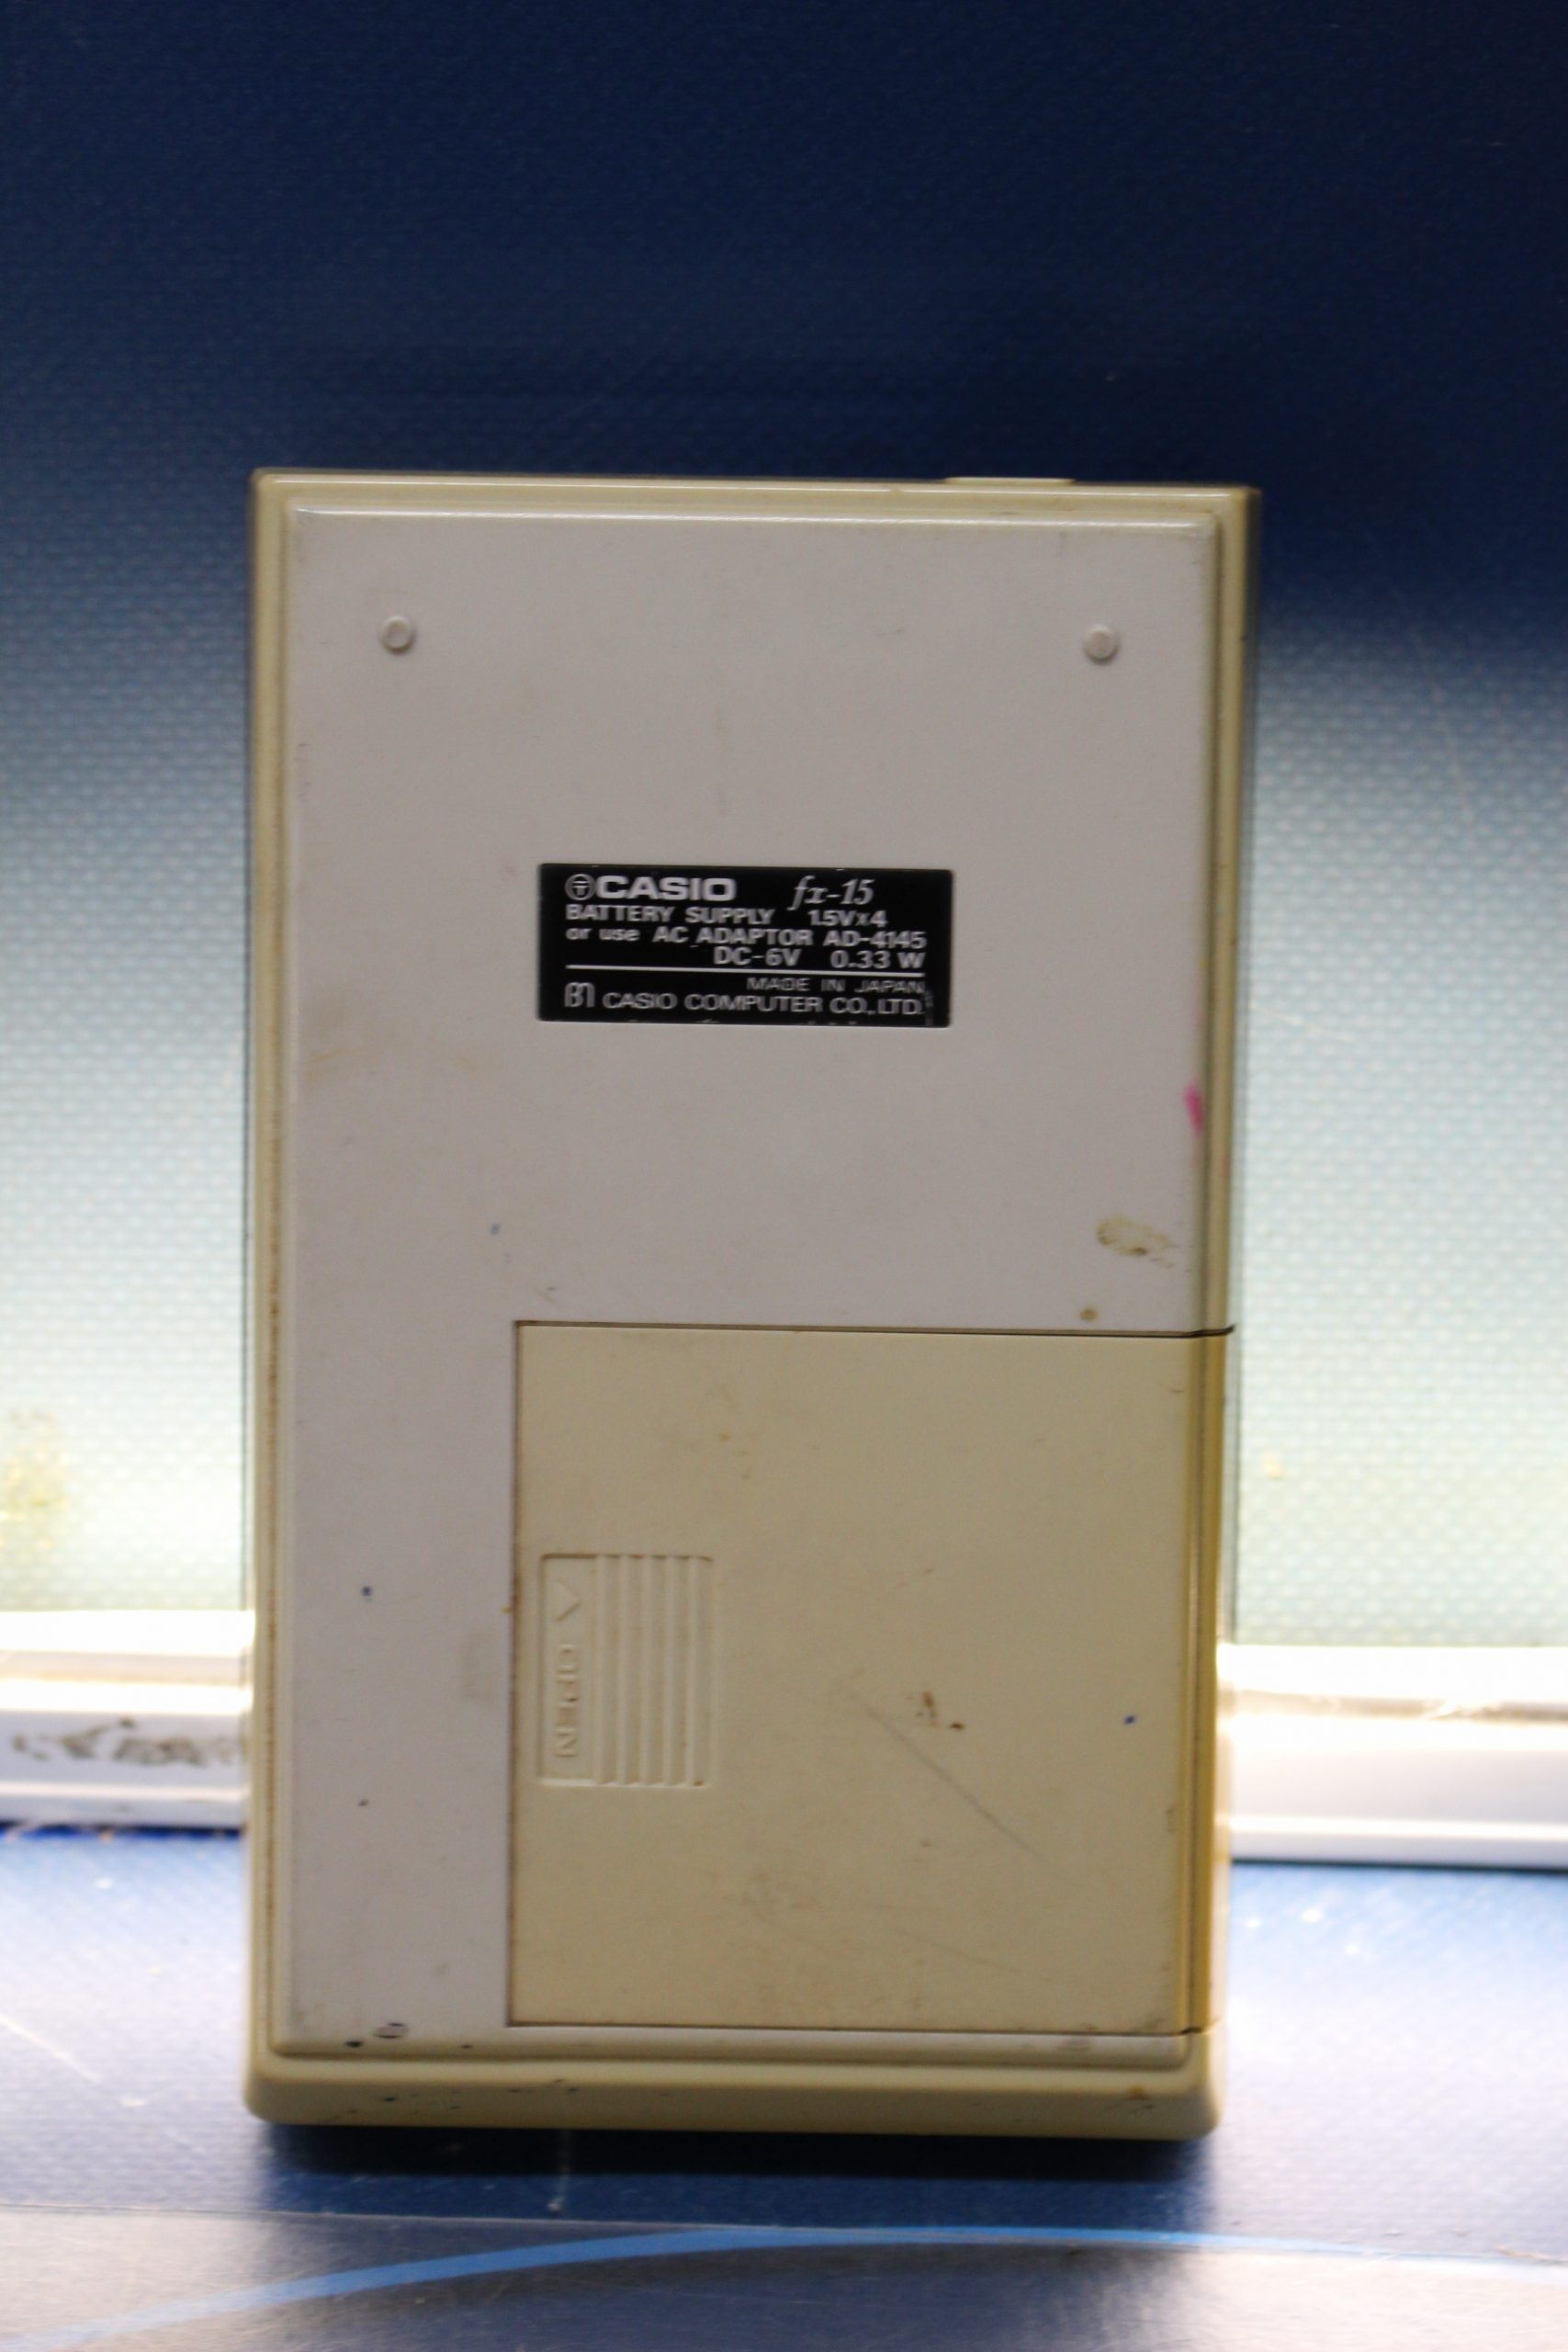 CASIO fx-15
BATTERY SUPPLY 1.5V×4
or use AC ADAPTOR AD-4145
DC-6V 0.33 W
MADE IN JAPAN
CASIO COMPUTER CO., LTD.
OPEN